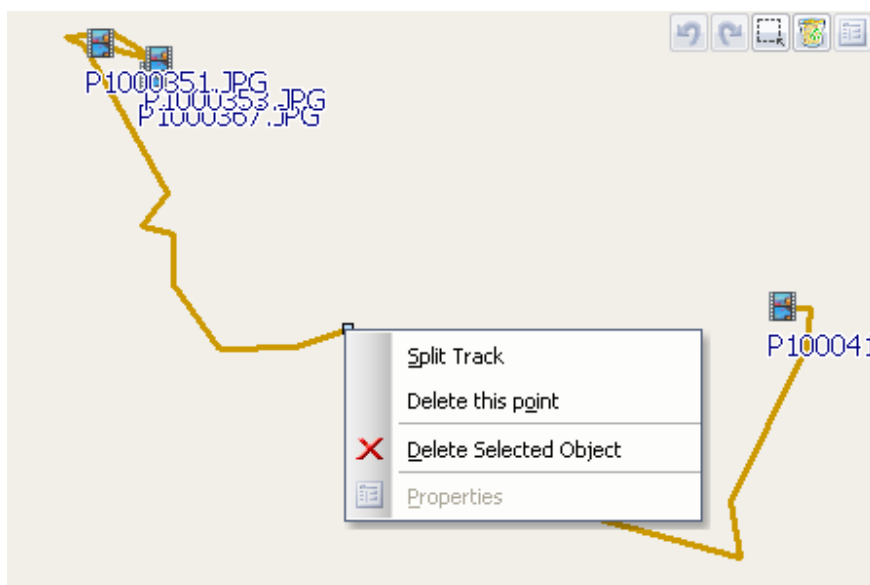 P1000351.JPG
P1000353.JPG
P1000367.JPG
P100041
Split Track
Delete this point
Delete Selected Object
Properties